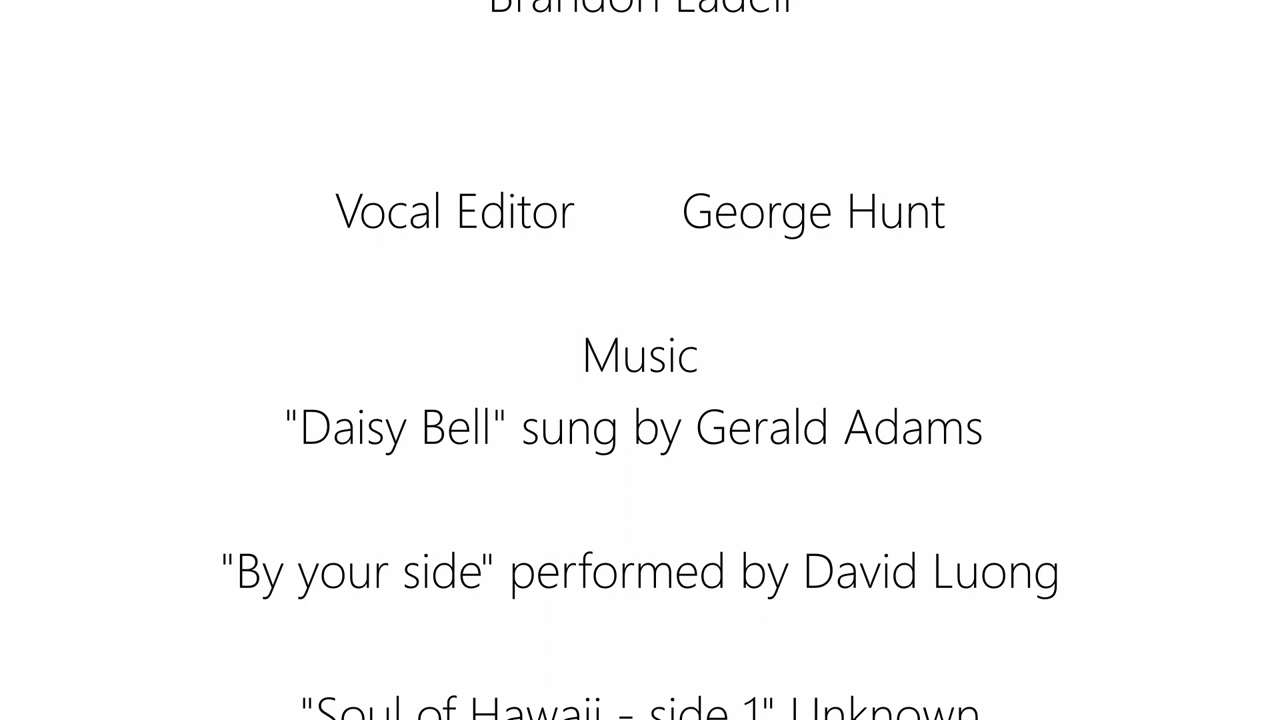 Brandon
Vocal Editor George Hunt
Music
"Daisy Bell" sung by Gerald Adams
"By your side" performed by David Luong
"Soul of Hawaii - side 1" Unknown